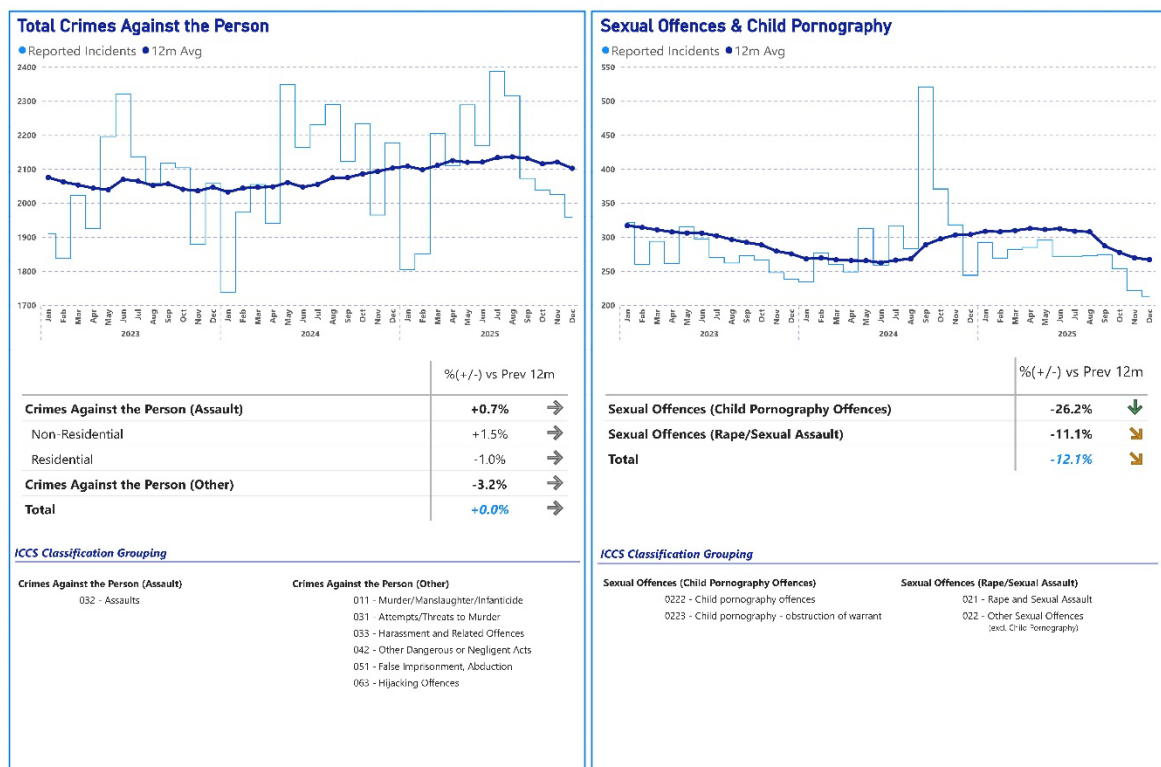 Total Crimes Against the Person
Reported Incidents 12m Avg
2400
2300
2200
2100
2000
1900
1800
1700
Jan Feb Mar Apr May Jun Jul Aug Sep Oct Nov Dec Jan Feb Mar Apr May Jun Jul Aug Sep Oct Nov Dec Jan Feb Mar Apr May Jun Jul Aug Sep Oct Nov Dec
2023 2024 2025
%(+/-) vs Prev 12m
Crimes Against the Person (Assault) +0.7%
Non-Residential +1.5%
Residential -1.0%
Crimes Against the Person (Other) -3.2%
Total +0.0%
ICCS Classification Grouping
Crimes Against the Person (Assault)
032 - Assaults
Crimes Against the Person (Other)
011 - Murder/Manslaughter/Infanticide
031 - Attempts/Threats to Murder
033 - Harassment and Related Offences
042 - Other Dangerous or Negligent Acts
051 - False Imprisonment, Abduction
063 - Hijacking Offences
Sexual Offences & Child Pornography
Reported Incidents 12m Avg
550
500
450
400
350
300
250
200
Jan Feb Mar Apr May Jun Jul Aug Sep Oct Nov Dec Jan Feb Mar Apr May Jun Jul Aug Sep Oct Nov Dec Jan Feb Mar Apr May Jun Jul Aug Sep Oct Nov Dec
2023 2024 2025
%(+/-) vs Prev 12m
Sexual Offences (Child Pornography Offences) -26.2%
Sexual Offences (Rape/Sexual Assault) -11.1%
Total -12.1%
ICCS Classification Grouping
Sexual Offences (Child Pornography Offences)
0222 - Child pornography offences
0223 - Child pornography - obstruction of warrant
Sexual Offences (Rape/Sexual Assault)
021 - Rape and Sexual Assault
022 - Other Sexual Offences
(excl. Child Pornography)